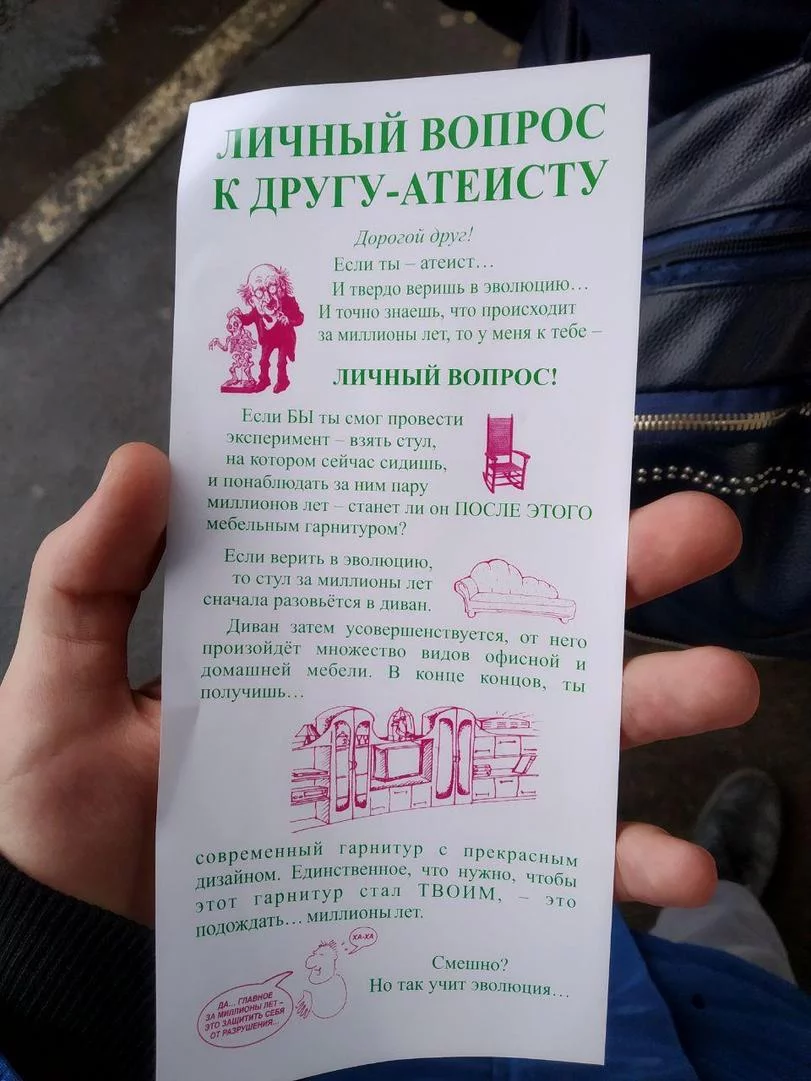 ЛИЧНЫЙ ВОПРОС
К ДРУГУ-АТЕИСТУ
Дорогой друг!
Если ты – атеист…
И твердо веришь в эволюцию…
И точно знаешь, что происходит
за миллионы лет, то у меня к тебе –
ЛИЧНЫЙ ВОПРОС!
Если БЫ ты смог провести
эксперимент – взять стул,
на котором сейчас сидишь,
и понаблюдать за ним пару
миллионов лет – станет ли он ПОСЛЕ ЭТОГО
мебельным гарнитуром?
Если верить в эволюцию,
то стул за миллионы лет
сначала разовьётся в диван.
Диван затем усовершенствуется, от него
произойдёт множество видов офисной и
домашней мебели. В конце концов, ты
получишь…
современный гарнитур с прекрасным
дизайном. Единственное, что нужно, чтобы
этот гарнитур стал ТВОИМ, – это
подождать… миллионы лет.
ХА-ХА
ДА... ГЛАВНОЕ
ЗА МИЛЛИОНЫ ЛЕТ –
ЭТО ЗАЩИТИТЬ СЕБЯ
ОТ РАЗРУШЕНИЯ...
Смешно?
Но так учит эволюция…